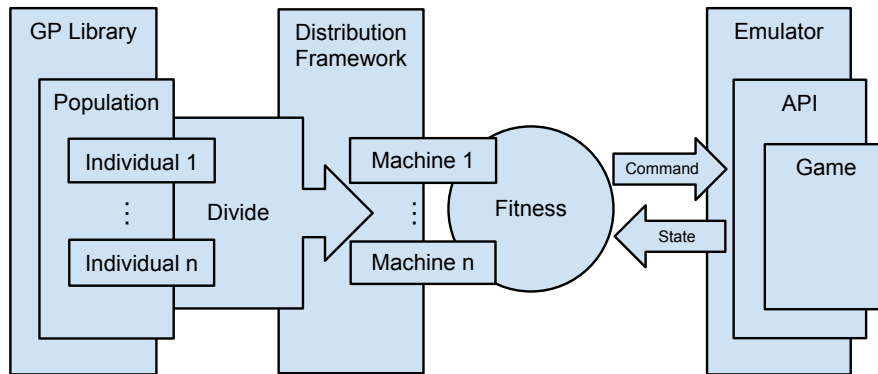 GP Library
Population
Individual 1
⋮
Individual n
Divide
Distribution
Framework
Machine 1
⋮
Machine n
Fitness
Command
State
Emulator
API
Game